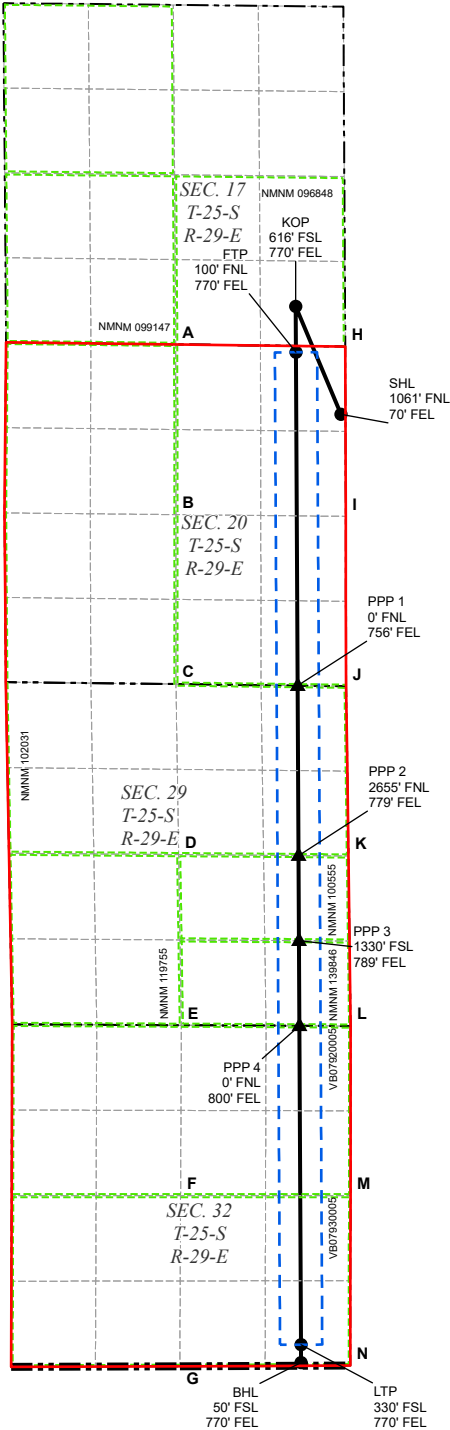 SEC. 17
T-25-S
R-29-E
NMNM 096848
KOP
616' FSL
770' FEL
FTP
100' FNL
770' FEL
NMNM 099147
A
H
SHL
1061' FNL
70' FEL
B
I
SEC. 20
T-25-S
R-29-E
PPP 1
0' FNL
756' FEL
C
J
NMNM 102031
SEC. 29
T-25-S
R-29-E
PPP 2
2655' FNL
779' FEL
D
K
NMNM 100555
NMNM 119755
PPP 3
1330' FSL
789' FEL
NMNM 139846
E
L
PPP 4
0' FNL
800' FEL
VB07920005
F
M
SEC. 32
T-25-S
R-29-E
VB07930005
G
N
BHL
50' FSL
770' FEL
LTP
330' FSL
770' FEL